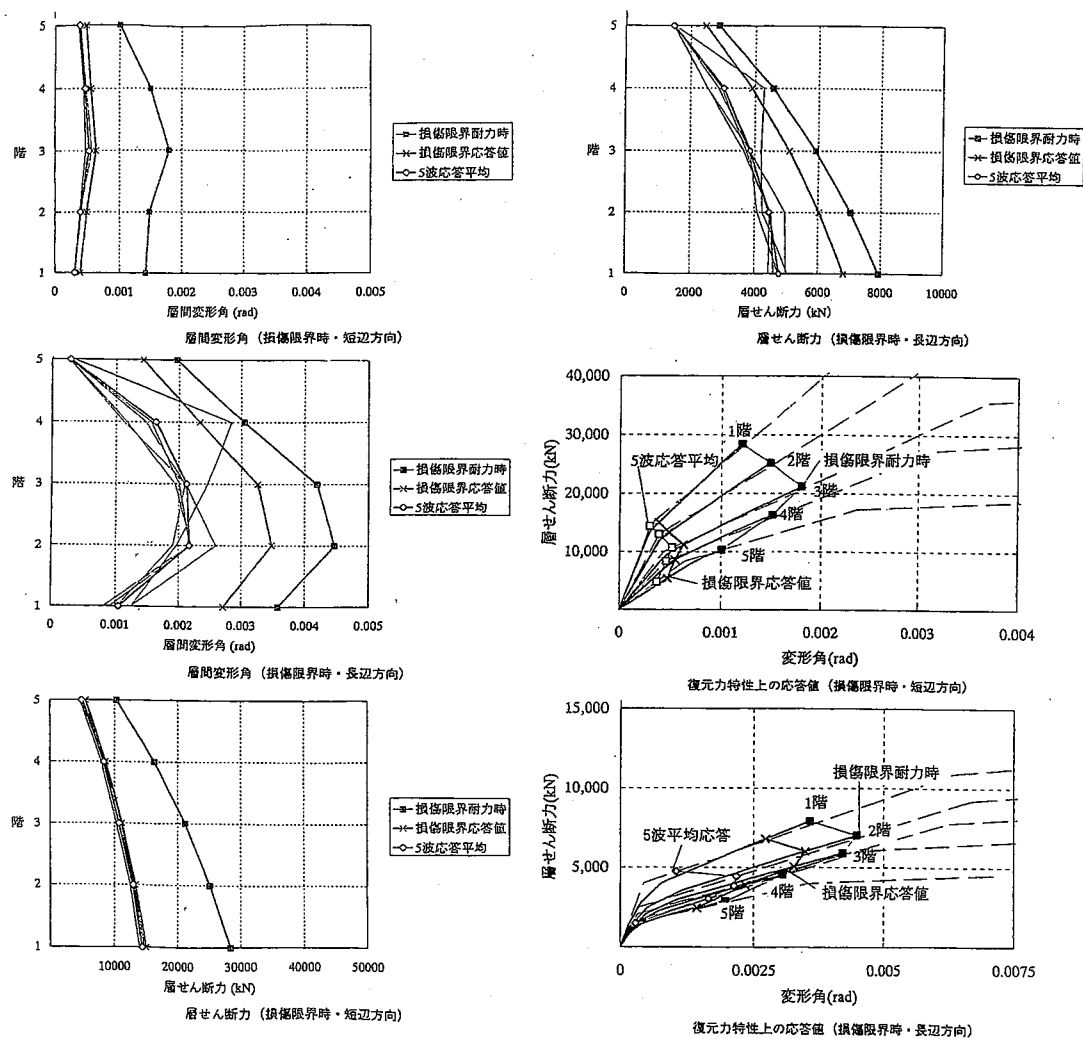 5
4
階 3
2
1
0 0.001 0.002 0.003 0.004 0.005
層間変形角 (rad)
損傷限界耐力時
損傷限界応答値
5波応答平均
層間変形角 (損傷限界時・短辺方向)
5
4
階 3
2
1
0 2000 4000 6000 8000 10000
層せん断力 (kN)
損傷限界耐力時
損傷限界応答値
5波応答平均
層せん断力 (損傷限界時・長辺方向)
5
4
階 3
2
1
0 0.001 0.002 0.003 0.004 0.005
層間変形角 (rad)
損傷限界耐力時
損傷限界応答値
5波応答平均
層間変形角 (損傷限界時・長辺方向)
40,000
30,000
20,000
10,000
0
層せん断力(kN)
1階
5波応答平均
2階
損傷限界耐力時
3階
4階
5階
損傷限界応答値
0 0.001 0.002 0.003 0.004
変形角(rad)
復元力特性上の応答値 (損傷限界時・短辺方向)
5
4
階 3
2
1
10000 20000 30000 40000 50000
層せん断力 (kN)
損傷限界耐力時
損傷限界応答値
5波応答平均
層せん断力 (損傷限界時・短辺方向)
15,000
10,000
5,000
0
層せん断力(kN)
損傷限界耐力時
1階
5波平均応答
2階
3階
4階
損傷限界応答値
5階
0 0.0025 0.005 0.0075
変形角(rad)
復元力特性上の応答値 (損傷限界時・長辺方向)